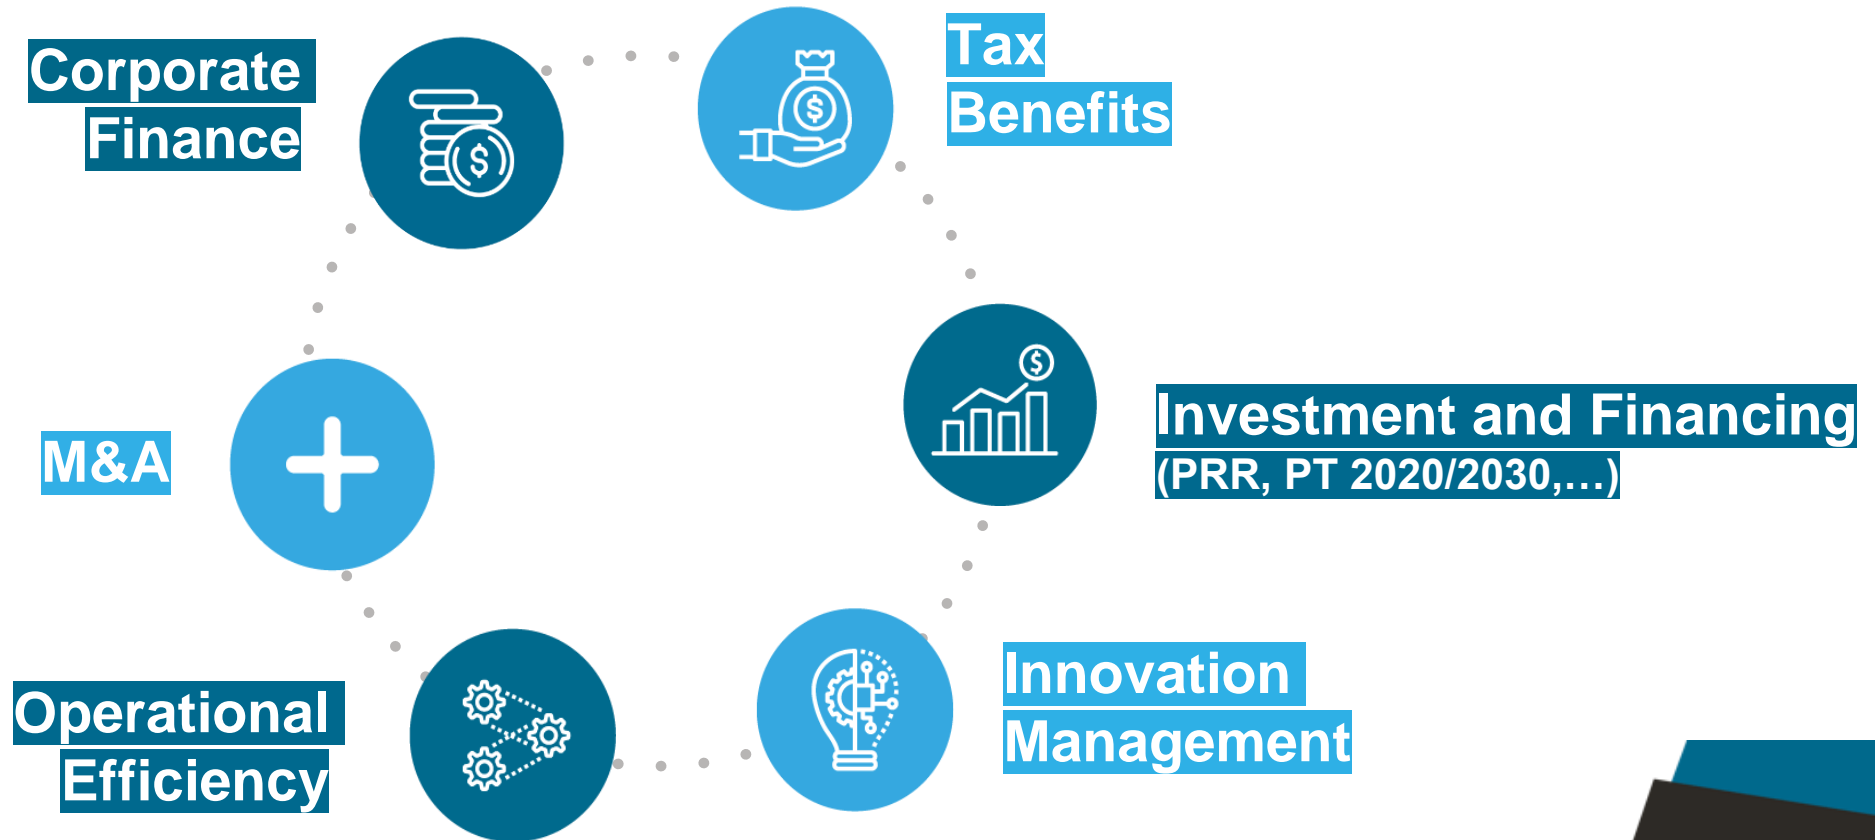 Corporate
Finance
Tax
Benefits
Investment and Financing
(PRR, PT 2020/2030,...)
M&A
Innovation
Management
Operational
Efficiency